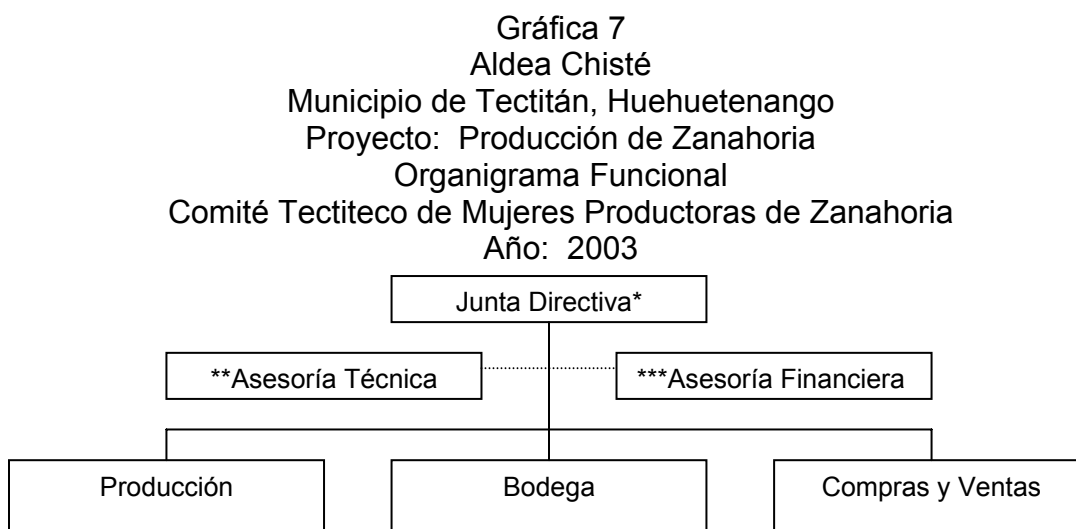 Gráfica 7
Aldea Chisté
Municipio de Tectitán, Huehuetenango
Proyecto:  Producción de Zanahoria
Organigrama Funcional
Comité Tectiteco de Mujeres Productoras de Zanahoria
Año:  2003
Junta Directiva*
**Asesoría Técnica
***Asesoría Financiera
Producción
Bodega
Compras y Ventas